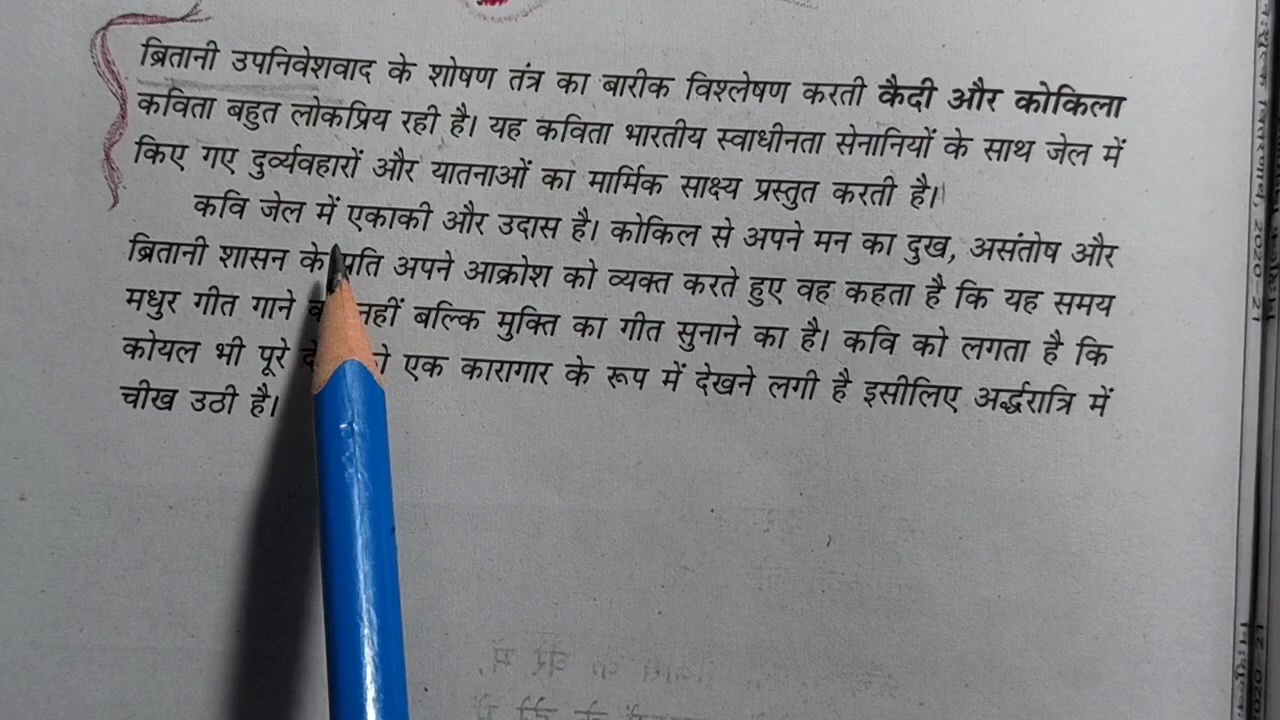 ब्रितानी उपनिवेशवाद के शोषण तंत्र का बारीक विश्लेषण करती कैदी और कोकिला
कविता बहुत लोकप्रिय रही है। यह कविता भारतीय स्वाधीनता सेनानियों के साथ जेल में
किए गए दुर्व्यवहारों और यातनाओं का मार्मिक साक्ष्य प्रस्तुत करती है।
कवि जेल में एकाकी और उदास है। कोकिल से अपने मन का दुख, असंतोष और
ब्रितानी शासन के अपने आक्रोश को व्यक्त करते हुए वह कहता है कि यह समय
मधुर गीत गाने नहीं बल्कि मुक्ति का गीत सुनाने का है। कवि को लगता है कि
कोयल भी पूरे एक कारागार के रूप में देखने लगी है इसीलिए अर्द्धरात्रि में
चीख उठी है।
2020-21